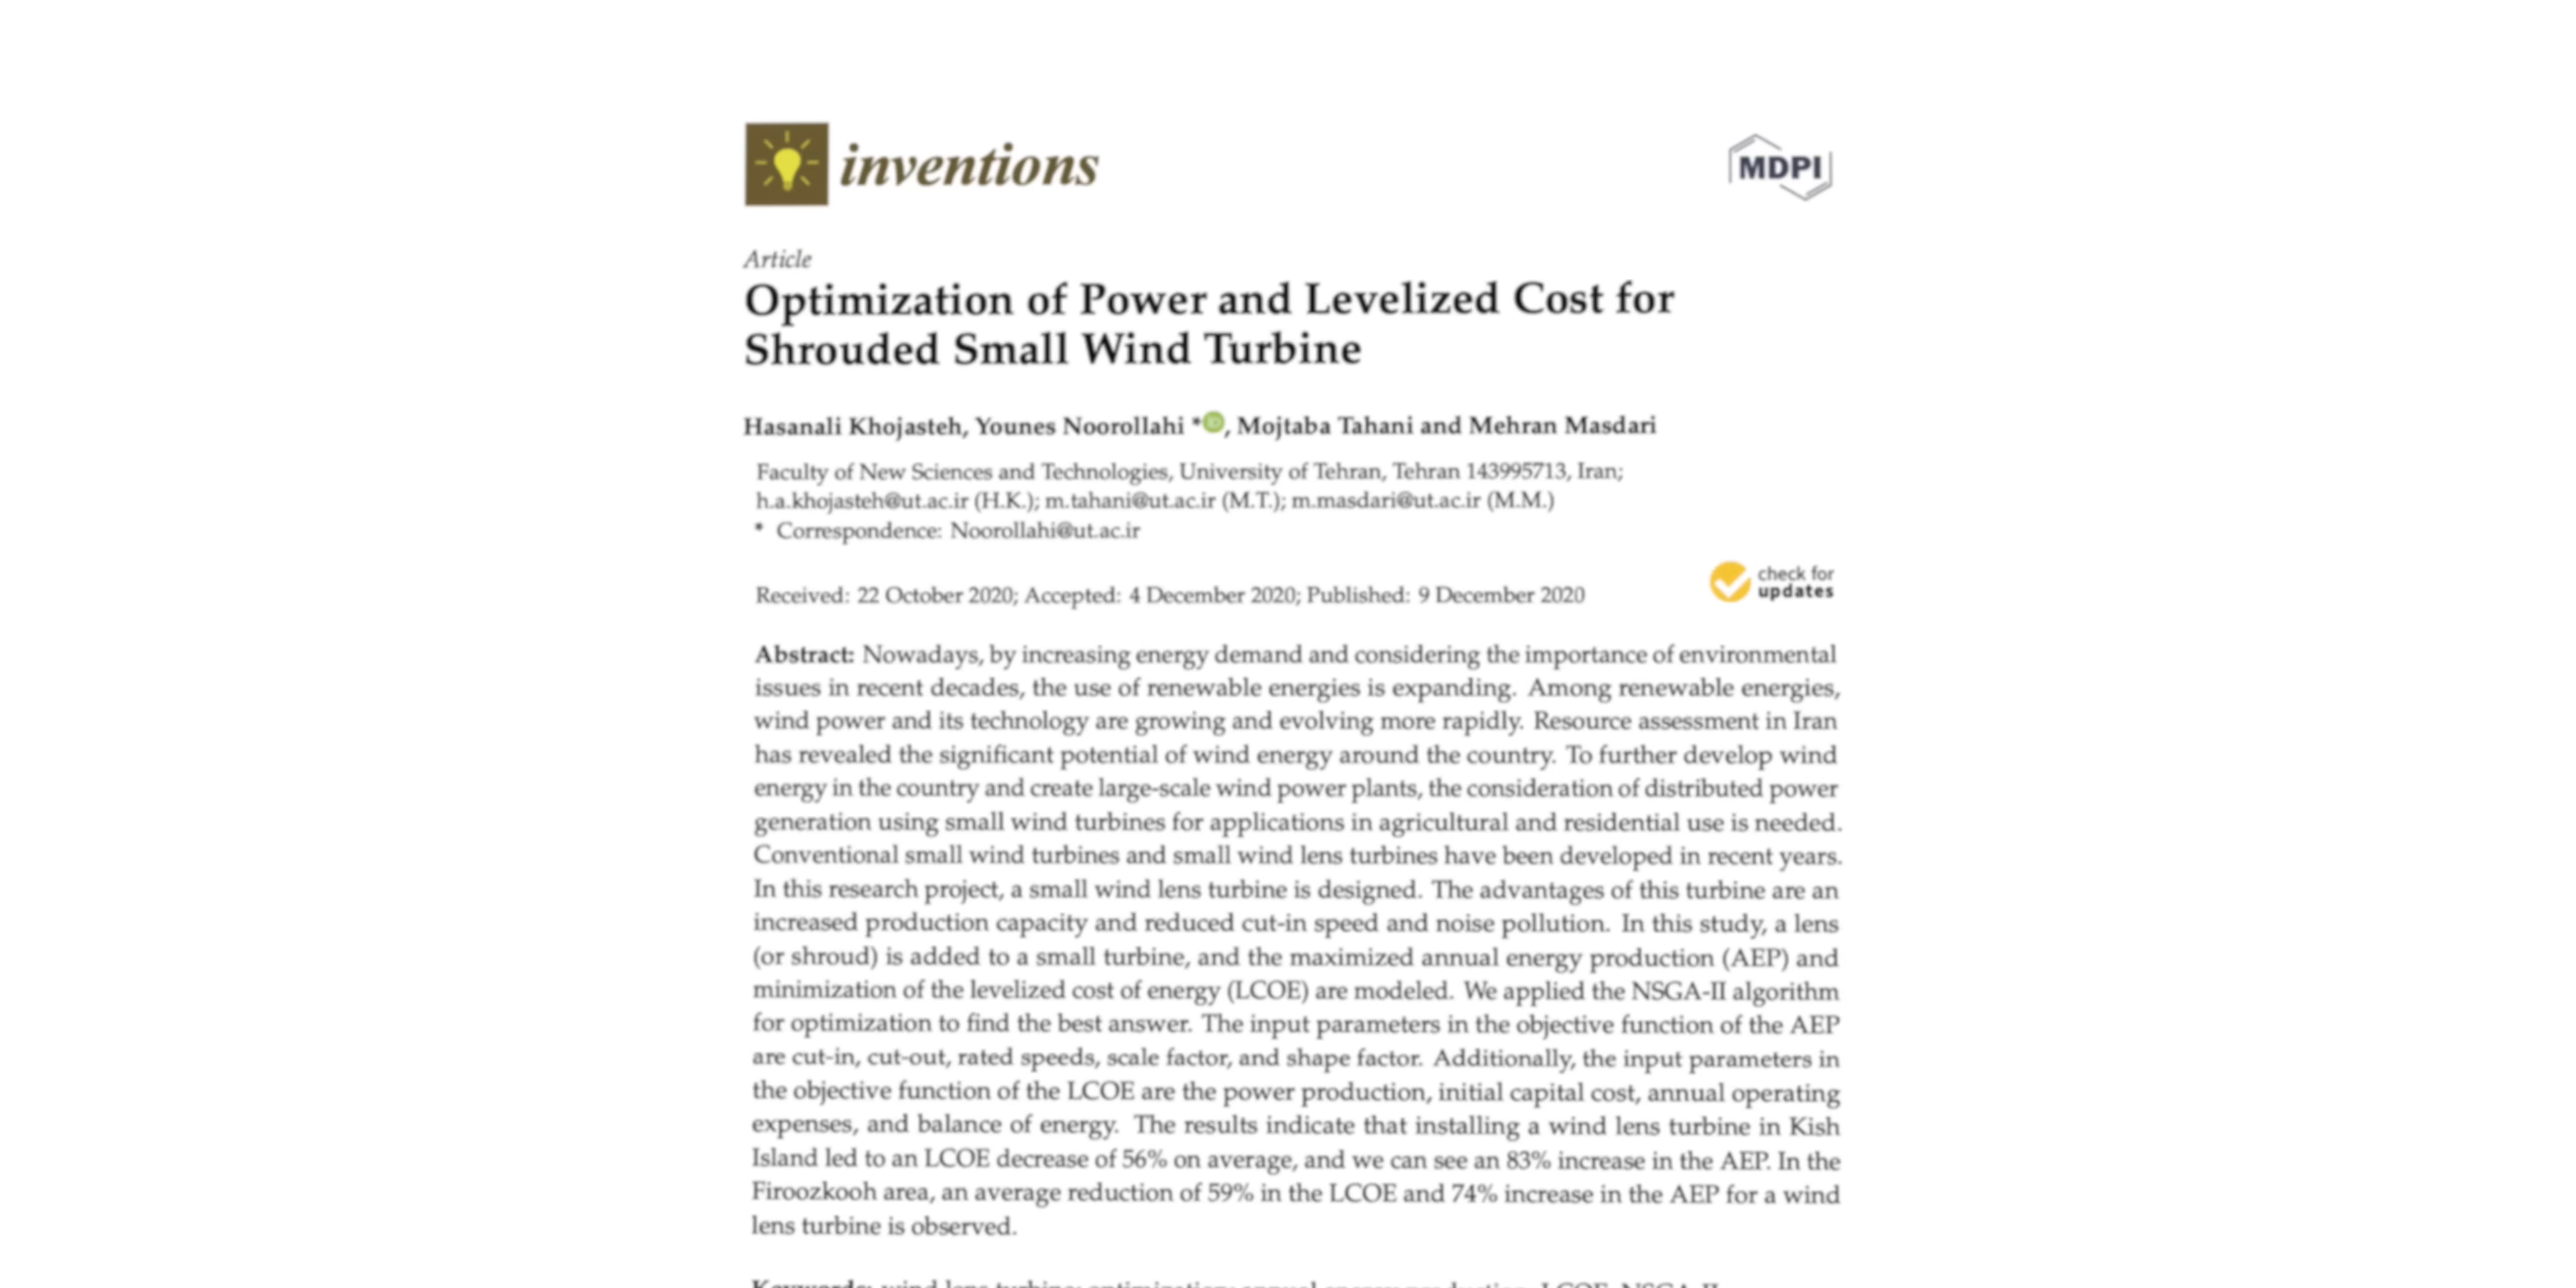 inventions
MDPI
Article
Optimization of Power and Levelized Cost for
Shrouded Small Wind Turbine
Hasanali Khojasteh, Younes Noorollahi * iD, Mojtaba Tahani and Mehran Masdari
Faculty of New Sciences and Technologies, University of Tehran, Tehran 143995713, Iran;
h.a.khojasteh@ut.ac.ir (H.K.); m.tahani@ut.ac.ir (M.T.); m.masdari@ut.ac.ir (M.M.)
* Correspondence: Noorollahi@ut.ac.ir
Received: 22 October 2020; Accepted: 4 December 2020; Published: 9 December 2020
check for
updates
Abstract: Nowadays, by increasing energy demand and considering the importance of environmental
issues in recent decades, the use of renewable energies is expanding. Among renewable energies,
wind power and its technology are growing and evolving more rapidly. Resource assessment in Iran
has revealed the significant potential of wind energy around the country. To further develop wind
energy in the country and create large-scale wind power plants, the consideration of distributed power
generation using small wind turbines for applications in agricultural and residential use is needed.
Conventional small wind turbines and small wind lens turbines have been developed in recent years.
In this research project, a small wind lens turbine is designed. The advantages of this turbine are an
increased production capacity and reduced cut-in speed and noise pollution. In this study, a lens
(or shroud) is added to a small turbine, and the maximized annual energy production (AEP) and
minimization of the levelized cost of energy (LCOE) are modeled. We applied the NSGA-II algorithm
for optimization to find the best answer. The input parameters in the objective function of the AEP
are cut-in, cut-out, rated speeds, scale factor, and shape factor. Additionally, the input parameters in
the objective function of the LCOE are the power production, initial capital cost, annual operating
expenses, and balance of energy. The results indicate that installing a wind lens turbine in Kish
Island led to an LCOE decrease of 56% on average, and we can see an 83% increase in the AEP. In the
Firoozkooh area, an average reduction of 59% in the LCOE and 74% increase in the AEP for a wind
lens turbine is observed.